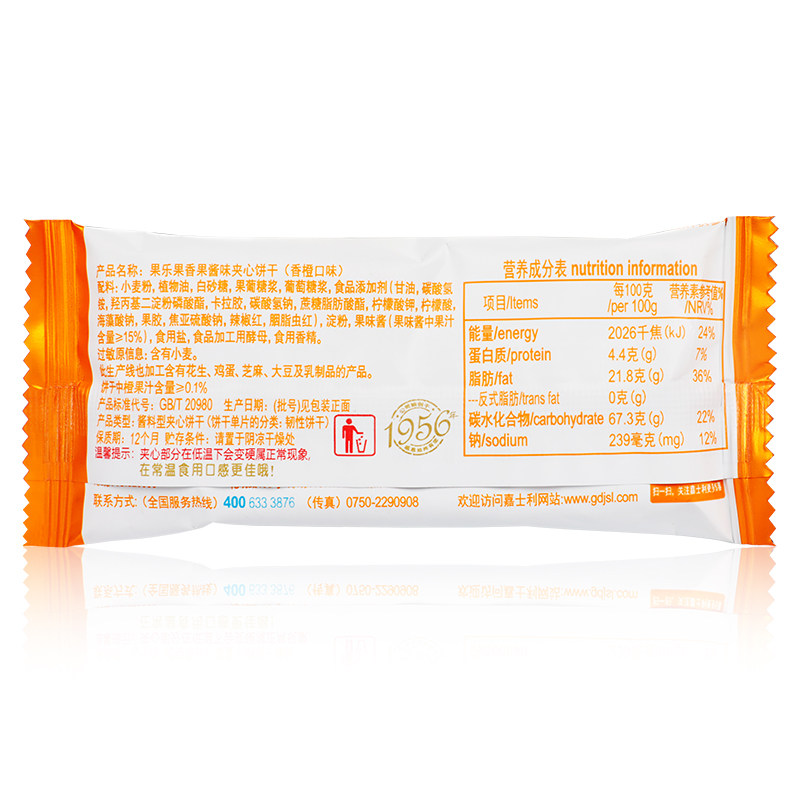 产品名称：果乐果香果酱味夹心饼干（香橙口味）
配料：小麦粉，植物油，白砂糖，果葡糖浆，葡萄糖浆，食品添加剂（甘油，碳酸氢
铵，羟丙基二淀粉磷酸酯，卡拉胶，碳酸氢钠，蔗糖脂肪酸酯，柠檬酸钾，柠檬酸，
海藻酸钠，果胶，焦亚硫酸钠，辣椒红，胭脂虫红），淀粉，果味酱（果酱中果汁
含量≥15%），食用盐，食品加工用酵母，食用香精。
过敏原信息：含有小麦。
此生产线也加工含有花生、鸡蛋、芝麻、大豆及乳制品的产品。
饼干中橙果汁含量≥0.1%
产品标准代号：GB/T 20980 生产日期：（批号）见包装正面
产品类型：酱料型夹心饼干（饼干单片的分类：韧性饼干）
保质期：12个月 贮存条件：请置于阴凉干燥处
温馨提示：夹心部分在低温下会变硬属正常现象，
在常温食用口感更佳哦！
1956
营养成分表 nutrition information
项目/Items 每100克/per 100g 营养素参考值%/NRV%
能量/energy 2026千焦(kJ) 24%
蛋白质/protein 4.4克(g) 7%
脂肪/fat 21.8克(g) 36%
---反式脂肪/trans fat 0克(g)
碳水化合物/carbohydrate 67.3克(g) 22%
钠/sodium 239毫克(mg) 12%
联系方式：（全国服务热线）400 633 3876 （传真）0750-2290908 欢迎访问嘉士利网站:www.gdjsl.com
扫一扫，关注嘉士利